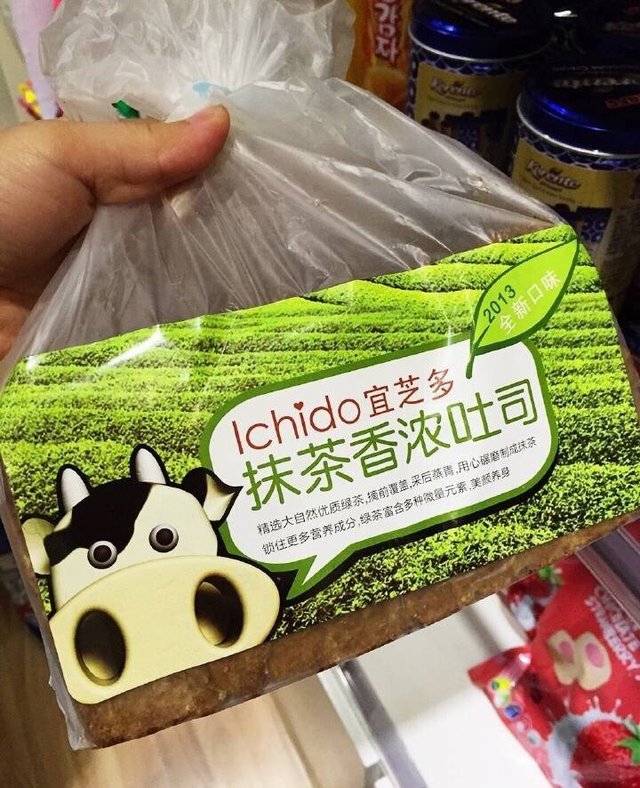 감자
2013
全新口味
Ichido宜芝多
抹茶香浓吐司
精选大自然优质绿茶,摘前覆盖,采后蒸青,用心碾磨制成抹茶
锁住更多营养成分,绿茶富含多种微量元素,美颜养身